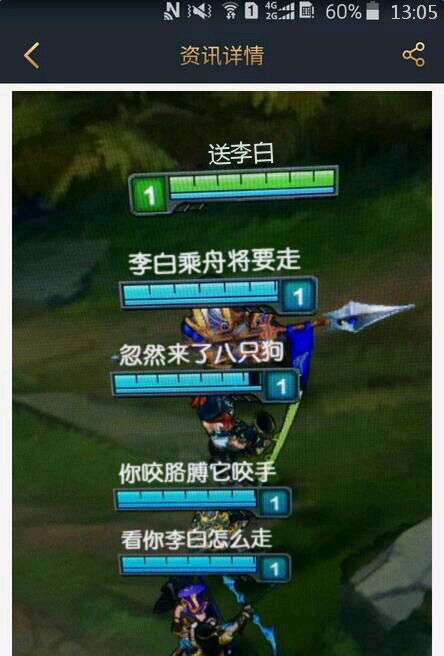 4G
2G
1
60%
13:05
资讯详情
送李白
1
李白乘舟将要走
1
忽然来了八只狗
1
你咬胳膊它咬手
1
看你李白怎么走
1